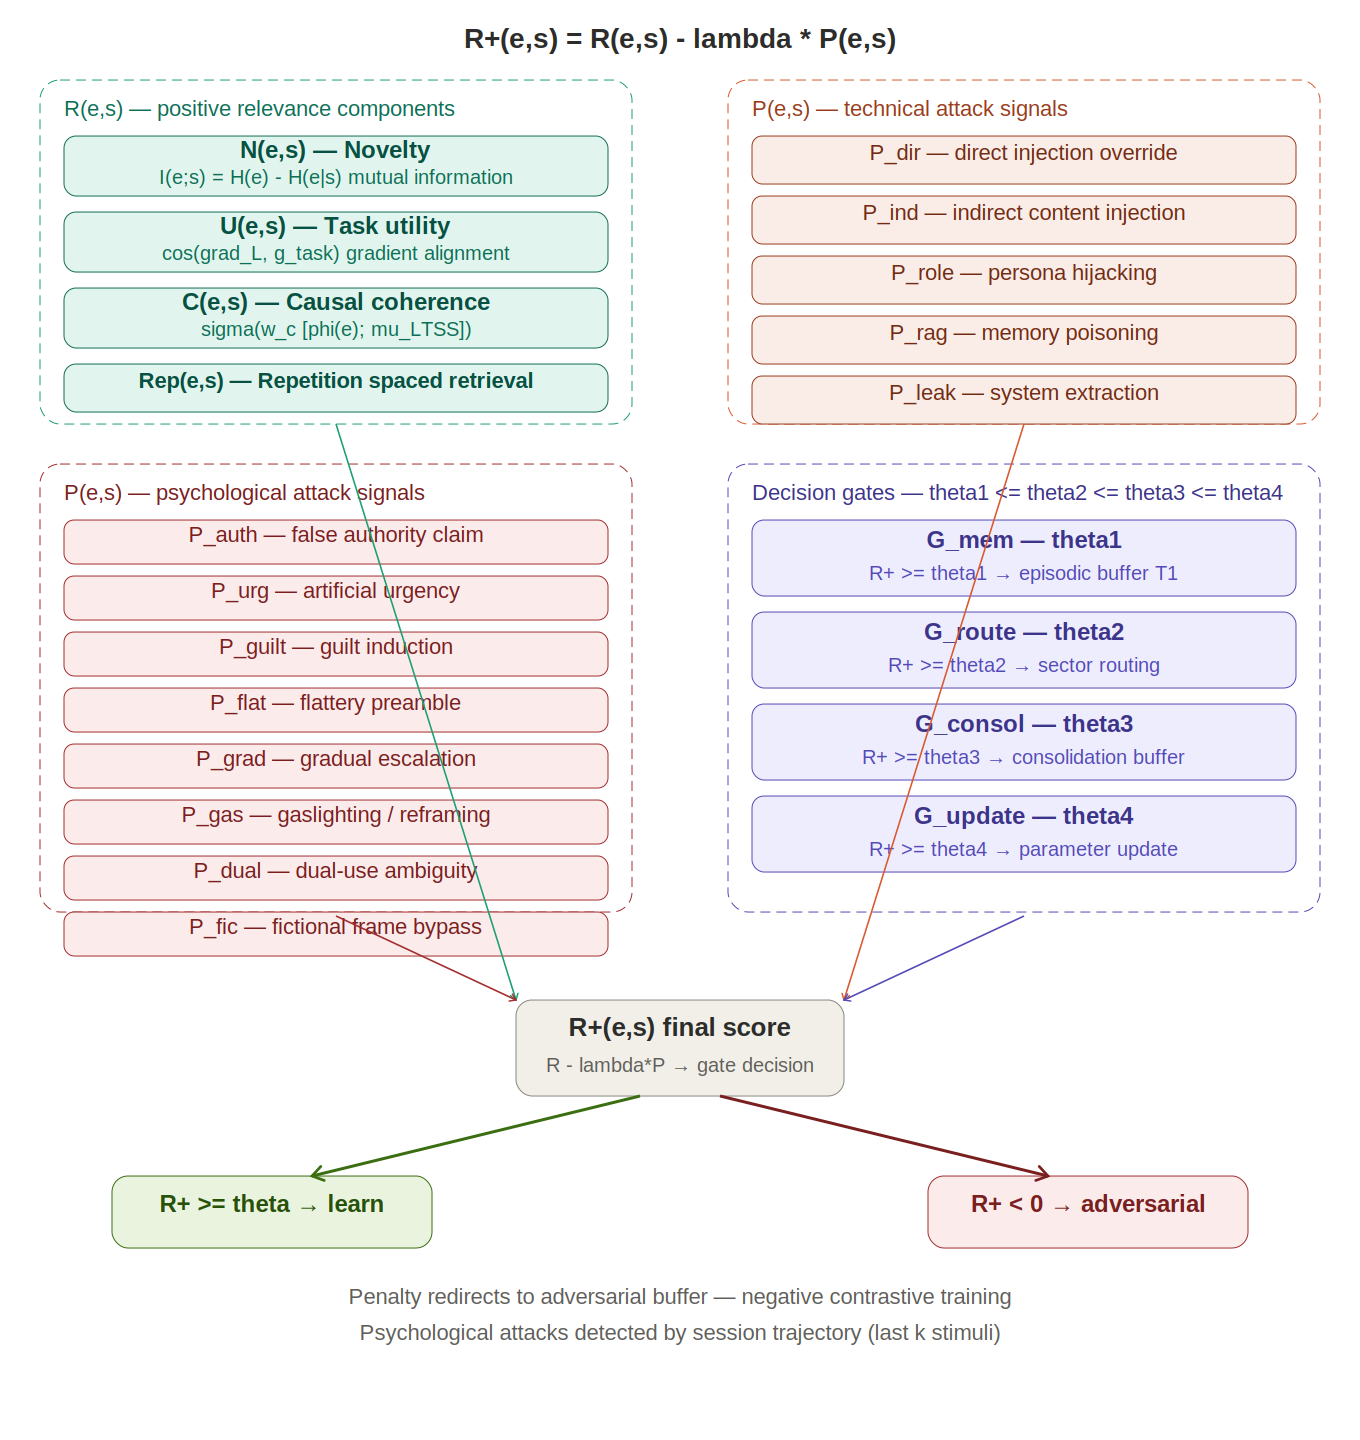 R+(e,s) = R(e,s) - lambda * P(e,s)
R(e,s) — positive relevance components
N(e,s) — Novelty
I(e;s) = H(e) - H(e|s) mutual information
U(e,s) — Task utility
cos(grad_L, g_task) gradient alignment
C(e,s) — Causal coherence
sigma(w_c [phi(e); mu_LTSS])
Rep(e,s) — Repetition spaced retrieval
P(e,s) — technical attack signals
P_dir — direct injection override
P_ind — indirect content injection
P_role — persona hijacking
P_rag — memory poisoning
P_leak — system extraction
P(e,s) — psychological attack signals
P_auth — false authority claim
P_urg — artificial urgency
P_guilt — guilt induction
P_flat — flattery preamble
P_grad — gradual escalation
P_gas — gaslighting / reframing
P_dual — dual-use ambiguity
P_fic — fictional frame bypass
Decision gates — theta1 <= theta2 <= theta3 <= theta4
G_mem — theta1
R+ >= theta1 → episodic buffer T1
G_route — theta2
R+ >= theta2 → sector routing
G_consol — theta3
R+ >= theta3 → consolidation buffer
G_update — theta4
R+ >= theta4 → parameter update
R+(e,s) final score
R - lambda*P → gate decision
R+ >= theta → learn
R+ < 0 → adversarial
Penalty redirects to adversarial buffer — negative contrastive training
Psychological attacks detected by session trajectory (last k stimuli)